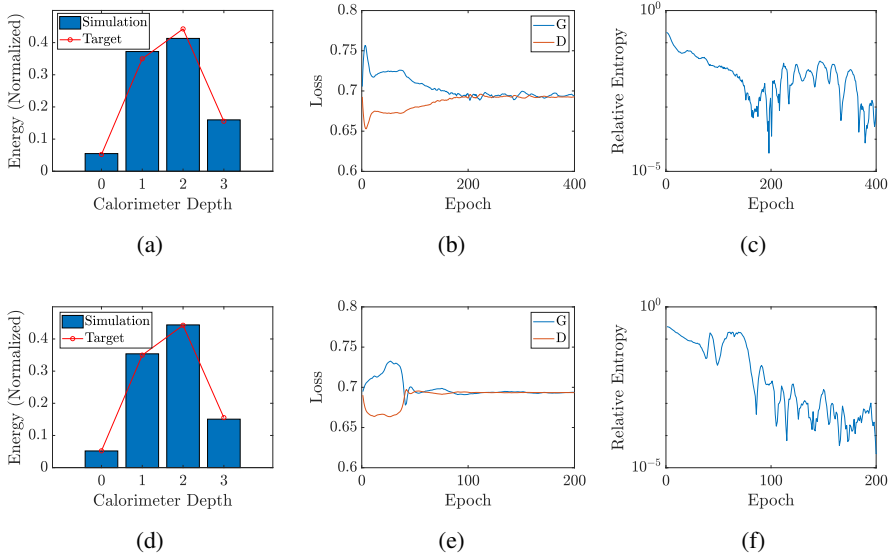 Energy (Normalized)
0.4
0.3
0.2
0.1
0
Simulation
Target
0 1 2 3
Calorimeter Depth
(a)
Loss
0.8
0.75
0.7
0.65
0.6
G
D
0 200 400
Epoch
(b)
Relative Entropy
10^0
10^-5
0 200 400
Epoch
(c)
Energy (Normalized)
0.4
0.3
0.2
0.1
0
Simulation
Target
0 1 2 3
Calorimeter Depth
(d)
Loss
0.8
0.75
0.7
0.65
0.6
G
D
0 100 200
Epoch
(e)
Relative Entropy
10^0
10^-5
0 100 200
Epoch
(f)